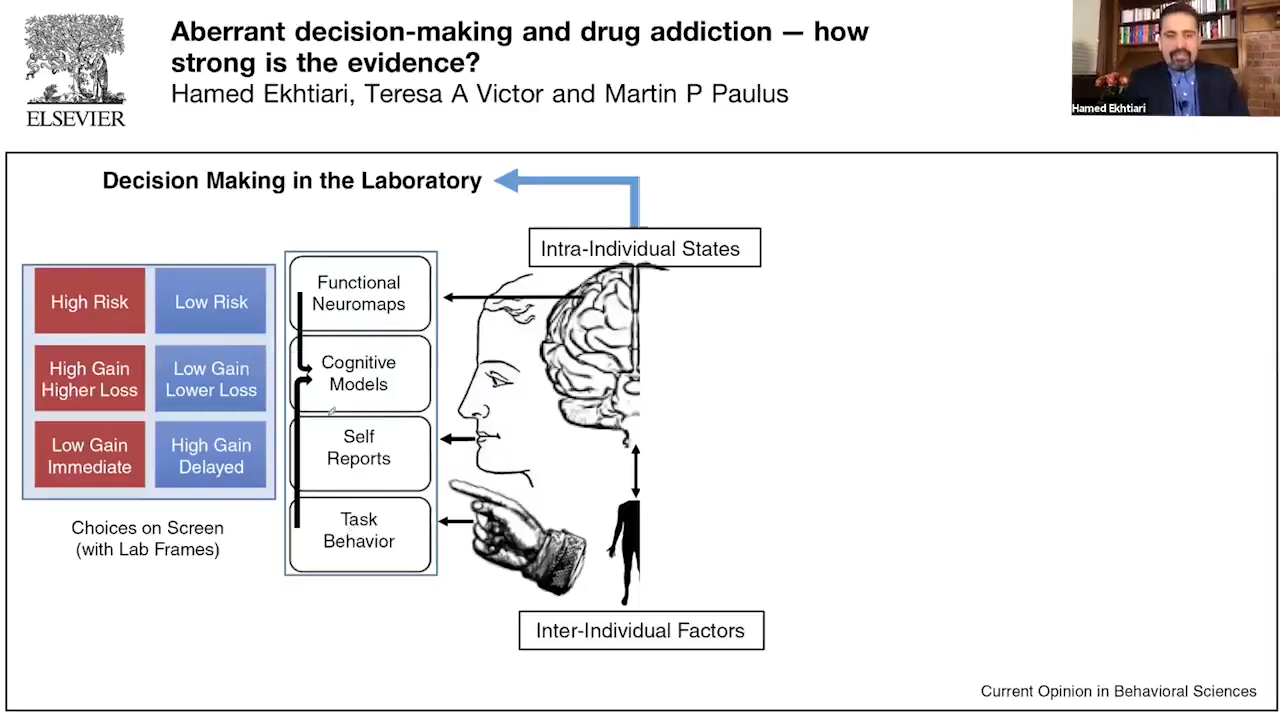 Aberrant decision-making and drug addiction — how
strong is the evidence?
Hamed Ekhtiari, Teresa A Victor and Martin P Paulus
ELSEVIER
Hamed Ekhtiari
Decision Making in the Laboratory
Intra-Individual States
High Risk
Low Risk
High Gain
Higher Loss
Low Gain
Lower Loss
Low Gain
Immediate
High Gain
Delayed
Choices on Screen
(with Lab Frames)
Functional
Neuromaps
Cognitive
Models
Self
Reports
Task
Behavior
Inter-Individual Factors
Current Opinion in Behavioral Sciences